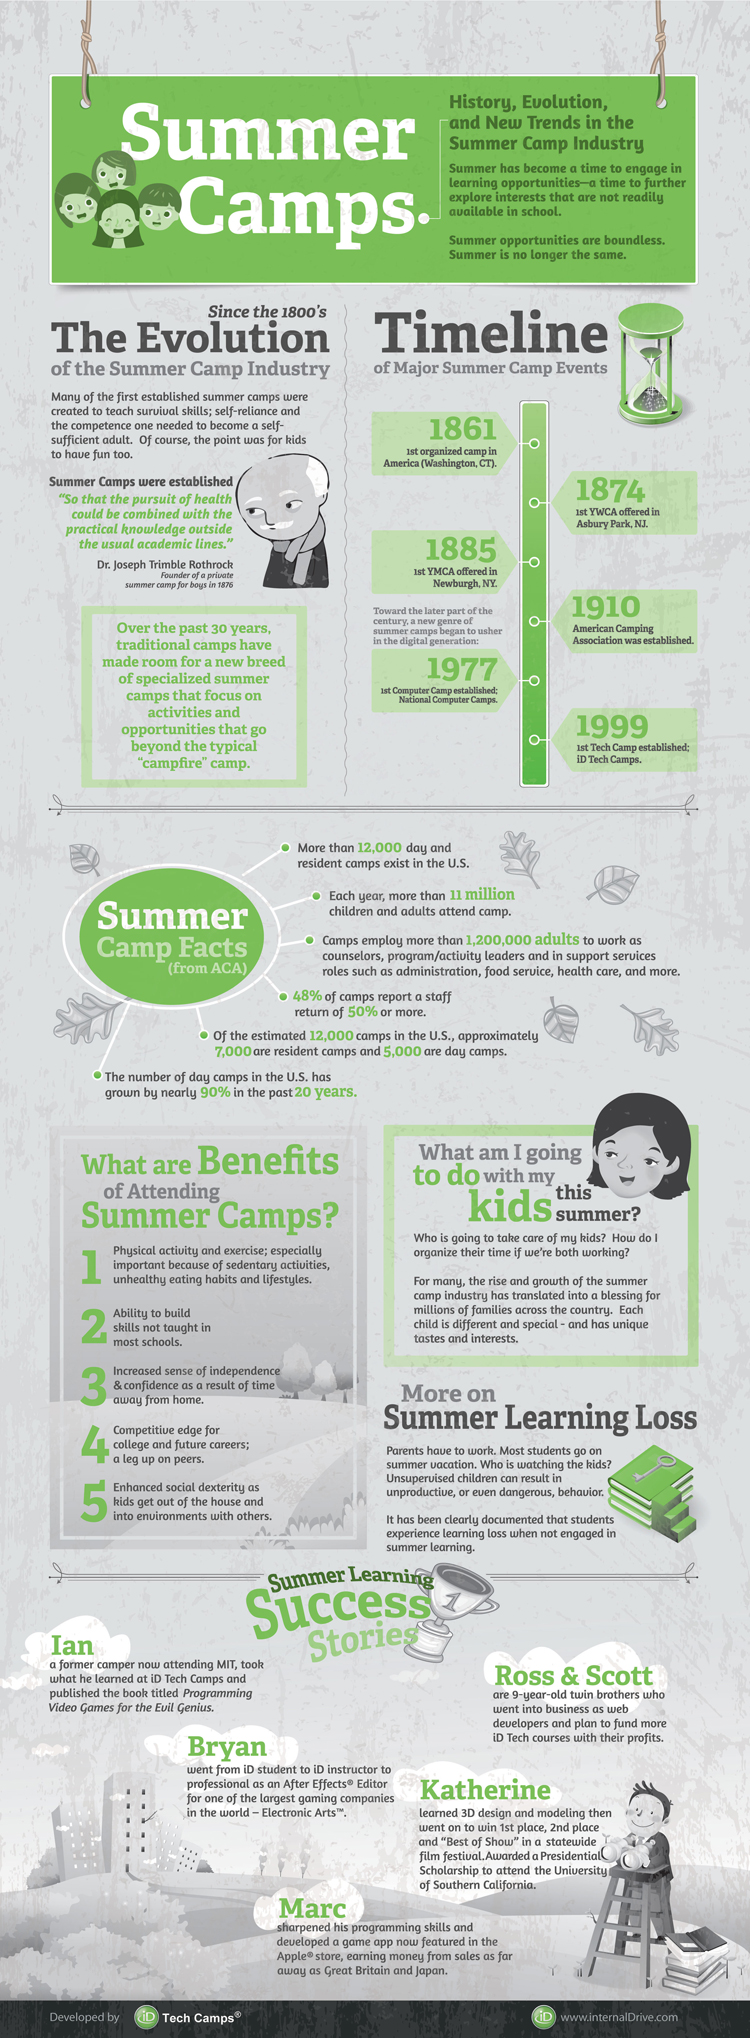 Summer
Camps
History, Evolution,
and New Trends in the
Summer Camp Industry
Summer has become a time to engage in
learning opportunities—a time to further
explore interests that are not readily
available in school.
Summer opportunities are boundless.
Summer is no longer the same.
Since the 1800's
The Evolution
of the Summer Camp Industry
Many of the first established summer camps were
created to teach survival skills; self-reliance and
the competence one needed to become a self-
sufficient adult. Of course, the point was for kids
to have fun too.
Summer Camps were established
"So that the pursuit of health
could be combined with the
practical knowledge outside
the usual academic lines."
Dr. Joseph Trimble Rothrock
Founder of a private
summer camp for boys in 1876
Over the past 30 years,
traditional camps have
made room for a new breed
of specialized summer
camps that focus on
activities and
opportunities that go
beyond the typical
"campfire" camp.
Timeline
of Major Summer Camp Events
1861
1st organized camp in
America (Washington, CT).
1874
1st YWCA offered in
Asbury Park, NJ.
1885
1st YMCA offered in
Newburgh, NY.
1910
American Camping
Association was established.
Toward the later part of the
century, a new genre of
summer camps began to usher
in the digital generation:
1977
1st Computer Camp established;
National Computer Camps.
1999
1st Tech Camp established;
iD Tech Camps.
Summer
Camp Facts
(from ACA)
More than 12,000 day and
resident camps exist in the U.S.
Each year, more than 11 million
children and adults attend camp.
Camps employ more than 1,200,000 adults to work as
counselors, program/activity leaders and in support services
roles such as administration, food service, health care, and more.
48% of camps report a staff
return of 50% or more.
Of the estimated 12,000 camps in the U.S., approximately
7,000 are resident camps and 5,000 are day camps.
The number of day camps in the U.S. has
grown by nearly 90% in the past 20 years.
What are Benefits
of Attending
Summer Camps?
1
Physical activity and exercise; especially
important because of sedentary activities,
unhealthy eating habits and lifestyles.
2
Ability to build
skills not taught in
most schools.
3
Increased sense of independence
& confidence as a result of time
away from home.
4
Competitive edge for
college and future careers;
a leg up on peers.
5
Enhanced social dexterity as
kids get out of the house and
into environments with others.
What am I going
to do with my
kids this
summer?
Who is going to take care of my kids? How do I
organize their time if we're both working?
For many, the rise and growth of the summer
camp industry has translated into a blessing for
millions of families across the country. Each
child is different and special - and has unique
tastes and interests.
More on
Summer Learning Loss
Parents have to work. Most students go on
summer vacation. Who is watching the kids?
Unsupervised children can result in
unproductive, or even dangerous, behavior.
It has been clearly documented that students
experience learning loss when not engaged in
summer learning.
Summer Learning
Success
Stories
1
Ian
a former camper now attending MIT, took
what he learned at iD Tech Camps and
published the book titled Programming
Video Games for the Evil Genius.
Ross & Scott
are 9-year-old twin brothers who
went into business as web
developers and plan to fund more
iD Tech courses with their profits.
Bryan
went from iD student to iD instructor to
professional as an After Effects® Editor
for one of the largest gaming companies
in the world – Electronic Arts™.
Katherine
learned 3D design and modeling then
went on to win 1st place, 2nd place
and "Best of Show" in a statewide
film festival. Awarded a Presidential
Scholarship to attend the University
of Southern California.
Marc
sharpened his programming skills and
developed a game app now featured in the
Apple® store, earning money from sales as far
away as Great Britain and Japan.
Developed by iD Tech Camps®
iD www.internalDrive.com